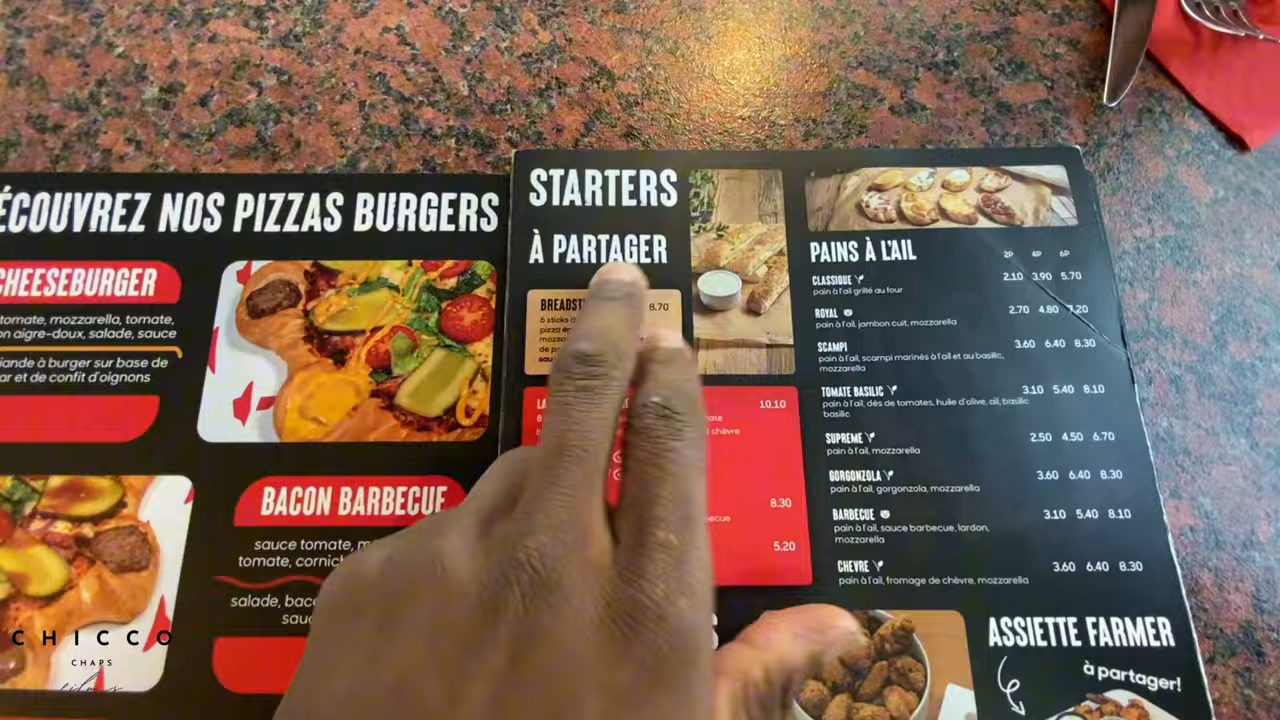 DÉCOUVREZ NOS PIZZAS BURGERS
CHEESEBURGER
tomate, mozzarella, tomate,
aigre-doux, salade, sauce
viande à burger sur base de
et de confit d'oignons
BACON BARBECUE
sauce tomate,
tomate,
salade,
STARTERS
À PARTAGER
8.70
6 sticks
pizza
10.10
chèvre
8.30
5.20
PAINS À L'AIL
2P 4P 6P
CLASSIQUE 2.10 3.90 5.70
pain à l'ail grillé au four
ROYAL 2.70 4.80 7.20
pain à l'ail, jambon cuit, mozzarella
SCAMPI 3.60 6.40 8.30
pain à l'ail, scampi marinés à l'ail et au basilic,
mozzarella
TOMATE BASILIC 3.10 5.40 8.10
pain à l'ail, dés de tomates, huile d'olive, ail, basilic
basilic
SUPREME 2.50 4.50 6.70
pain à l'ail, mozzarella
GORGONZOLA 3.60 6.40 8.30
pain à l'ail, gorgonzola, mozzarella
BARBECUE 3.10 5.40 8.10
pain à l'ail, sauce barbecue, lardon,
mozzarella
CHEVRE 3.60 6.40 8.30
pain à l'ail, fromage de chèvre, mozzarella
ASSIETTE FARMER
à partager!
CHICCO
CHAPS
films